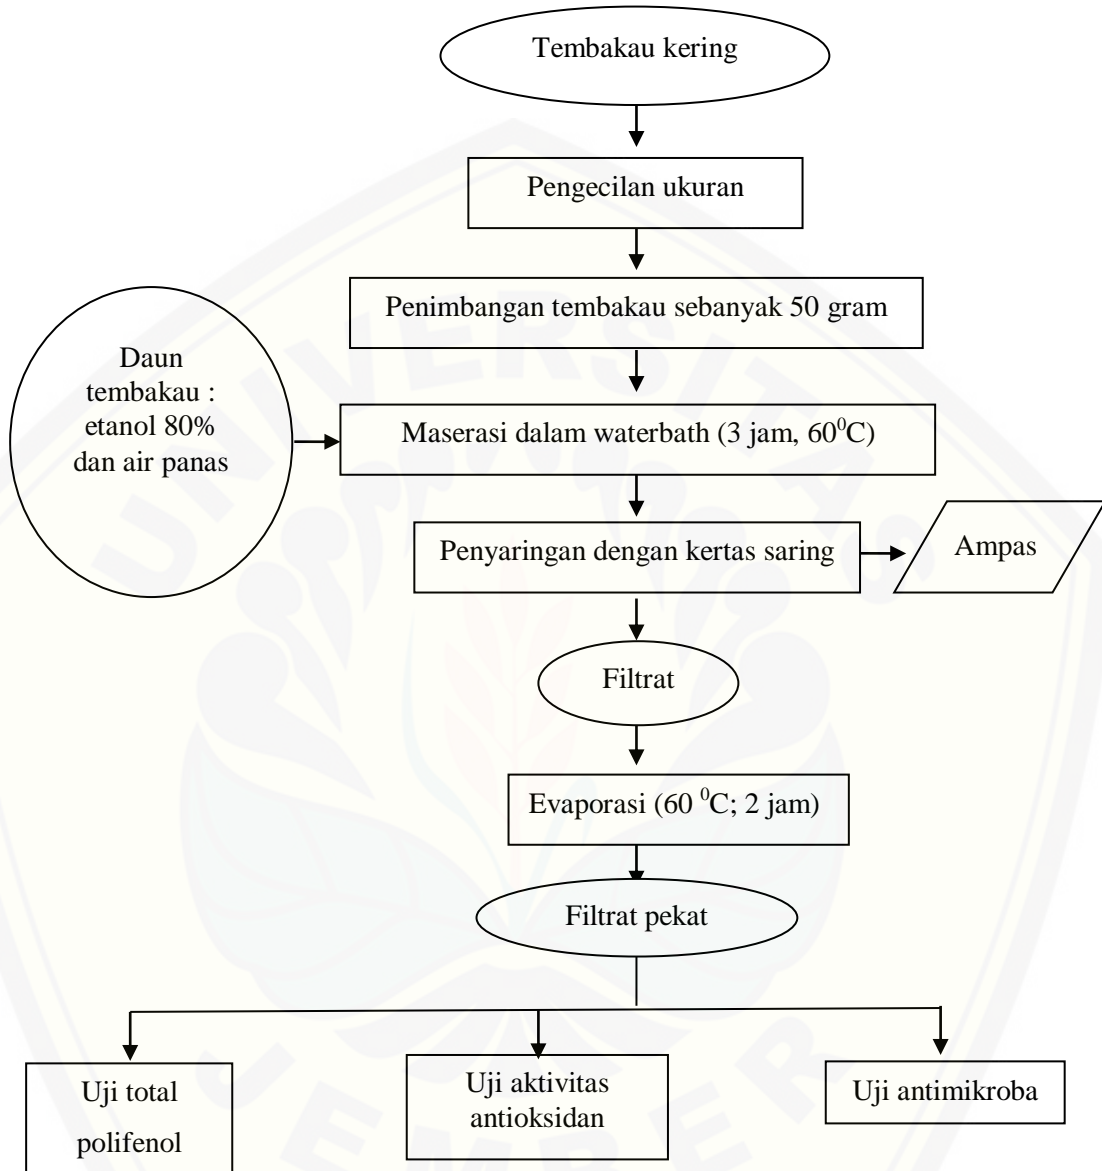 Tembakau kering
Pengecilan ukuran
Penimbangan tembakau sebanyak 50 gram
Daun
tembakau :
etanol 80%
dan air panas
Maserasi dalam waterbath (3 jam, 60⁰C)
Penyaringan dengan kertas saring
Ampas
Filtrat
Evaporasi (60 ⁰C; 2 jam)
Filtrat pekat
Uji total
polifenol
Uji aktivitas
antioksidan
Uji antimikroba
UNIVERSITAS
JEMBER